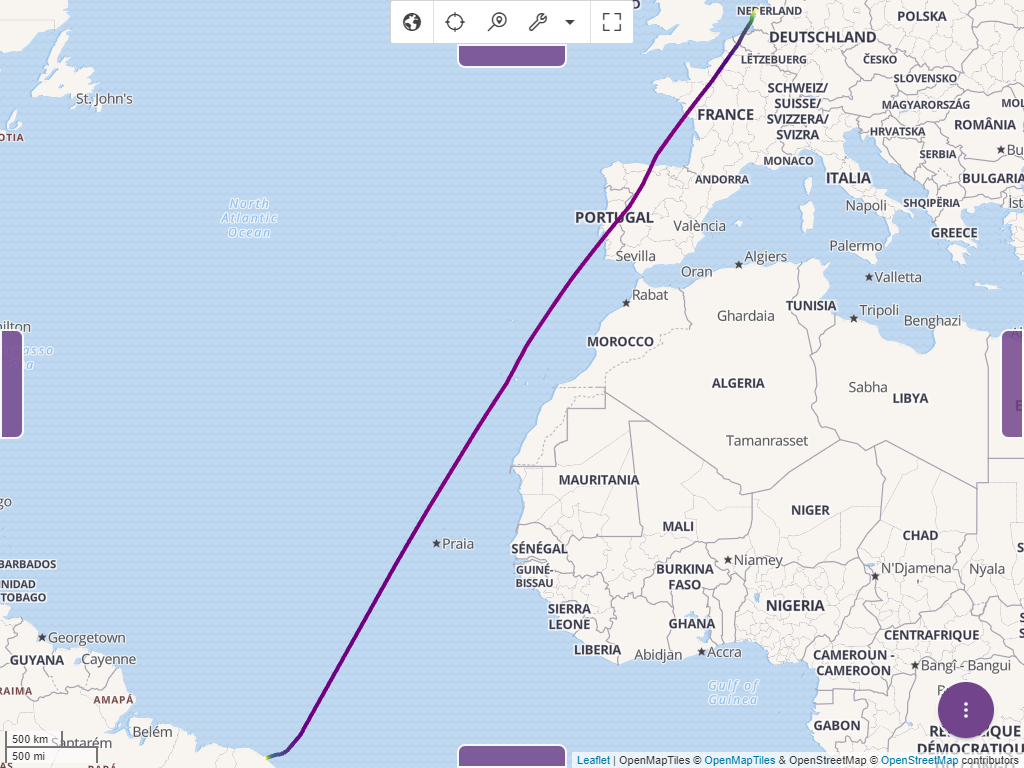 NEDERLAND
POLSKA
DEUTSCHLAND
LËTZEBUERG
ČESKO
SLOVENSKO
St. John's
SCHWEIZ/
SUISSE/
SVIZZERA/
SVIZRA
MAGYARORSZÁG
MOL
OTIA
FRANCE
ROMÂNIA
HRVATSKA
Bu
SERBIA
MONACO
ANDORRA
ITALIA
BULGARIA
North
Atlantic
Ocean
Napoli
SHQIPËRIA
PORTUGAL
València
GREECE
Palermo
Sevilla
Algiers
Oran
Valletta
Rabat
TUNISIA
Tripoli
Ghardaia
Benghazi
ilton
MOROCCO
asso
a
ALGERIA
Sabha
LIBYA
Tamanrasset
MAURITANIA
go
NIGER
MALI
CHAD
Praia
SÉNÉGAL
Niamey
BARBADOS
GUINÉ-
BISSAU
BURKINA
FASO
N'Djamena
Nyala
NIDAD
TOBAGO
SIERRA
LEONE
NIGERIA
GHANA
Georgetown
CENTRAFRIQUE
LIBERIA
Abidjan
Accra
GUYANA
Cayenne
CAMEROUN -
CAMEROON
Bangî - Bangui
RAIMA
AMAPÁ
Gulf of
Guinea
GABON
Belém
500 km
Santarém
500 mi
Leaflet | OpenMapTiles © OpenMapTiles & OpenStreetMap © OpenStreetMap contributors